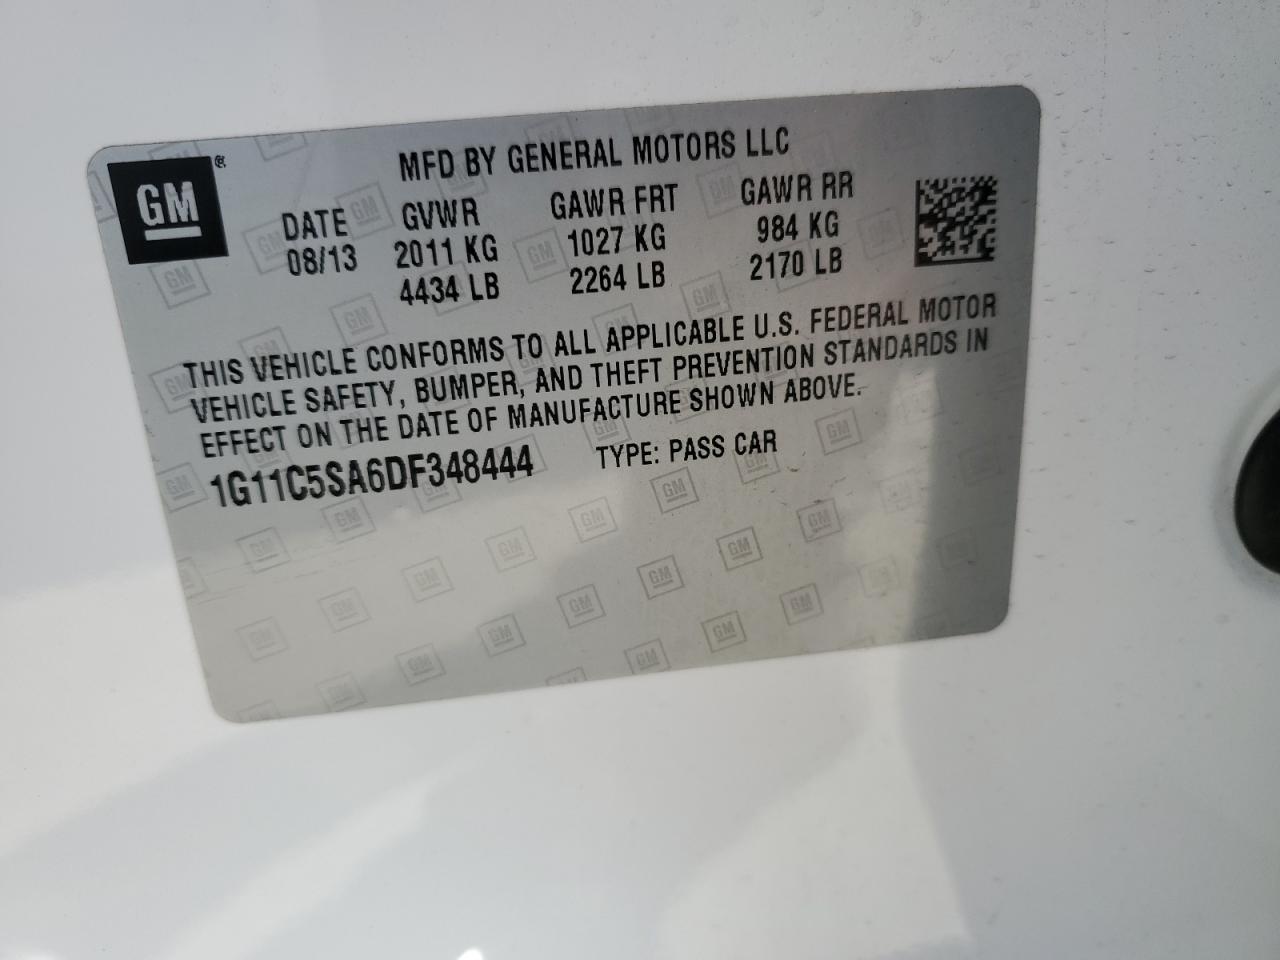 GM®
MFD BY GENERAL MOTORS LLC
DATE GVWR GAWR FRT GAWR RR
08/13 2011 KG 1027 KG 984 KG
4434 LB 2264 LB 2170 LB
THIS VEHICLE CONFORMS TO ALL APPLICABLE U.S. FEDERAL MOTOR
VEHICLE SAFETY, BUMPER, AND THEFT PREVENTION STANDARDS IN
EFFECT ON THE DATE OF MANUFACTURE SHOWN ABOVE.
1G11C5SA6DF348444 TYPE: PASS CAR